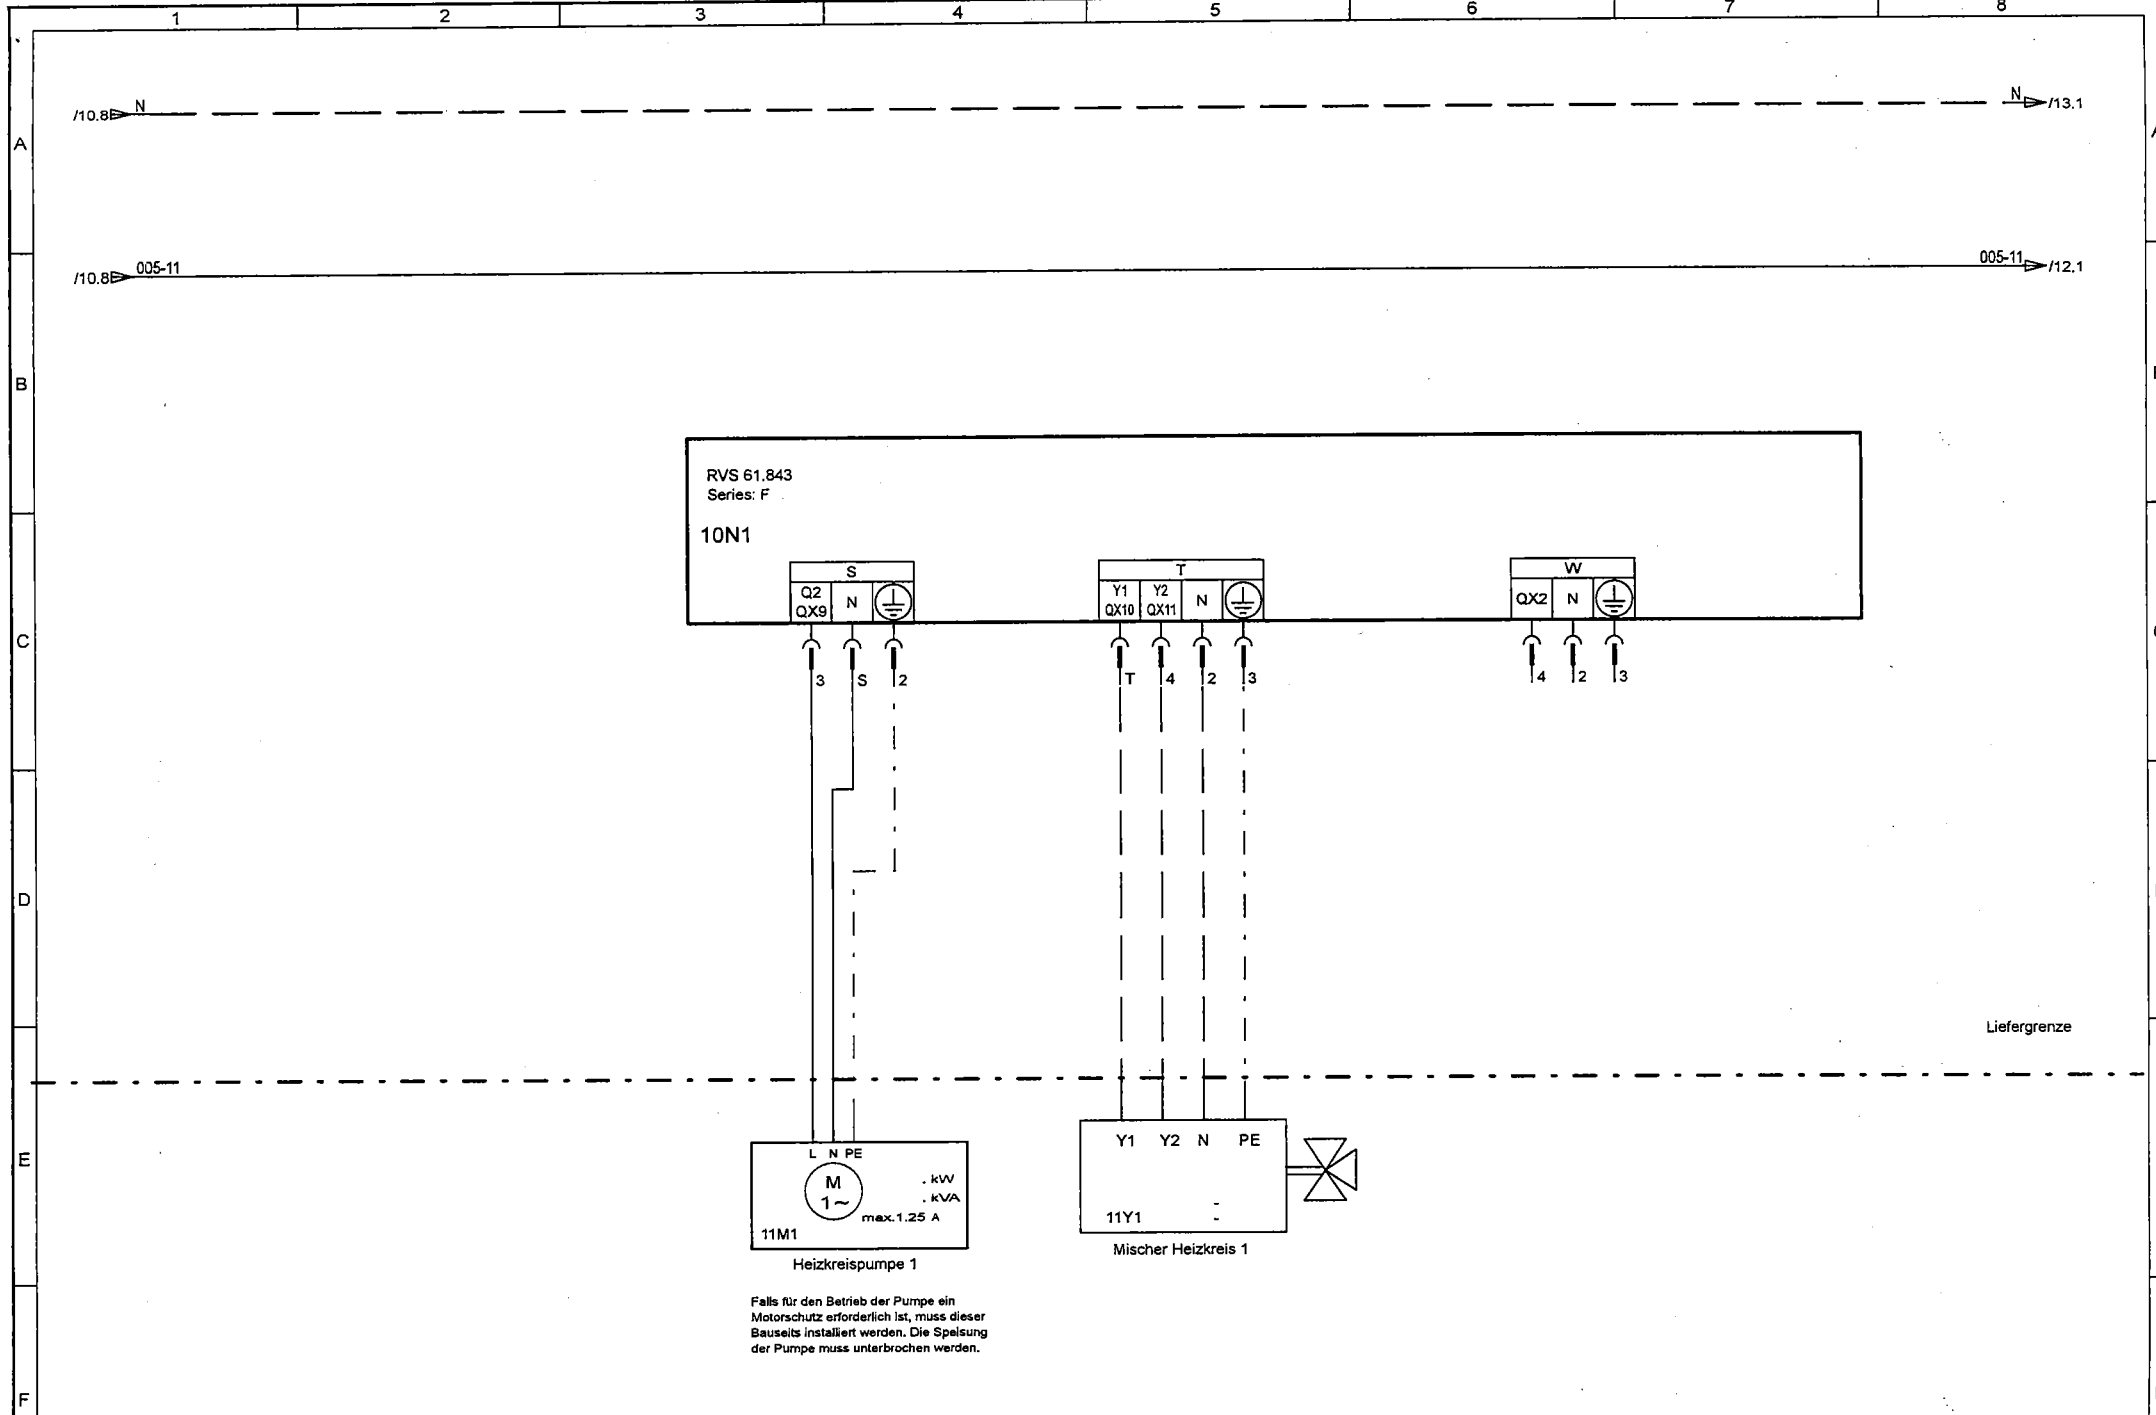 1 2 3 4 5 6 7 8
/10.8 N N /13.1
A
/10.8 005-11 005-11 /12.1
B
RVS 61.843
Series: F
10N1
S T W
Q2 N Y1 Y2 N QX2 N
QX9 QX10 QX11
C
3 S 2 T 4 2 3 4 2 3
D
Liefergrenze
E
L N PE
M
1~
. kW
. kVA
max.1.25 A
11M1
Heizkreispumpe 1
Y1 Y2 N PE
11Y1
Mischer Heizkreis 1
Falls für den Betrieb der Pumpe ein
Motorschutz erforderlich ist, muss dieser
Bauseits installiert werden. Die Speisung
der Pumpe muss unterbrochen werden.
F